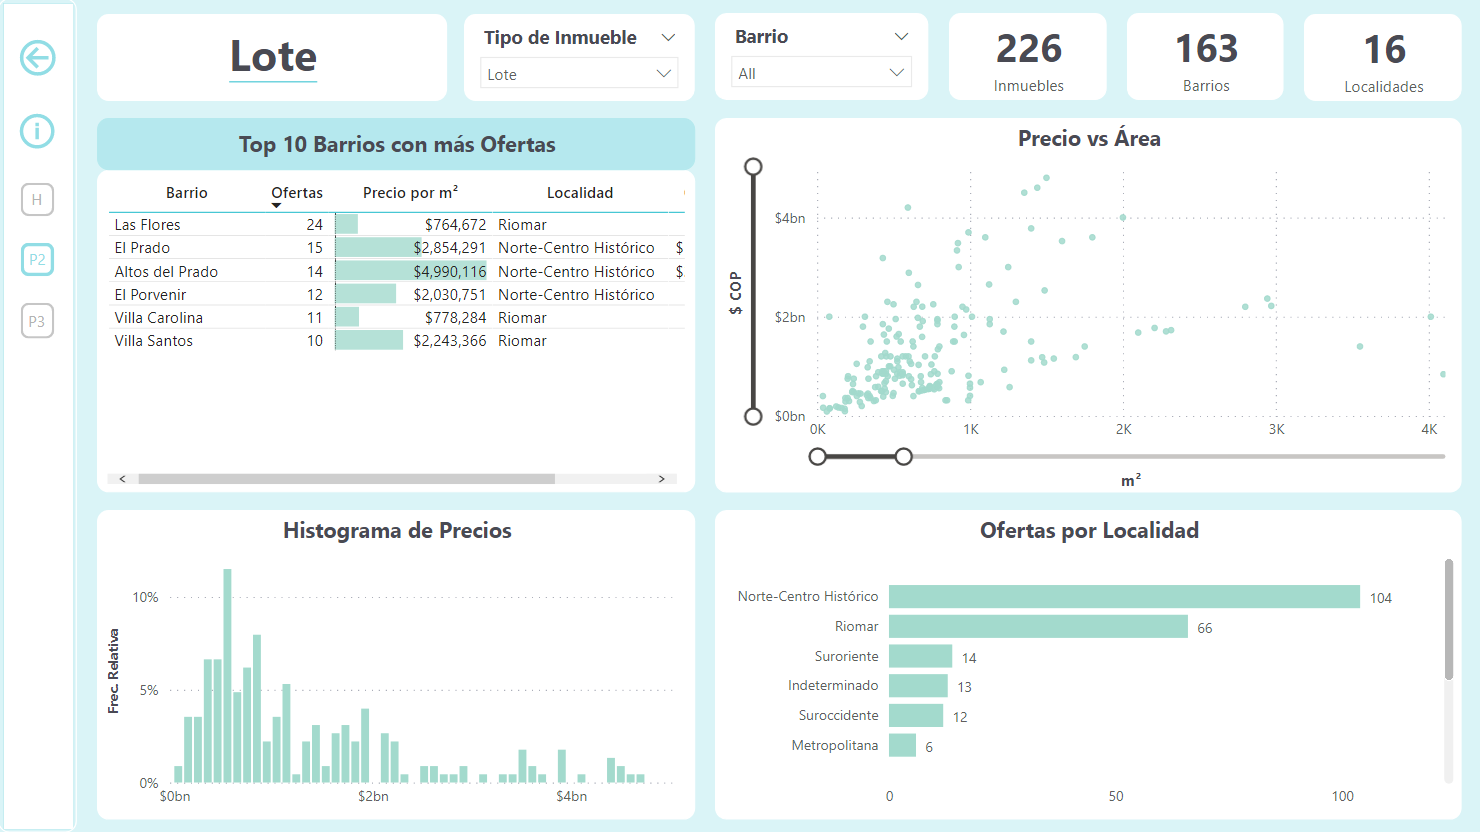 Lote
Tipo de Inmueble
Lote
Barrio
All
226
Inmuebles
163
Barrios
16
Localidades
H
P2
P3
Top 10 Barrios con más Ofertas
Barrio Ofertas Precio por m² Localidad
Las Flores 24 $764,672 Riomar
El Prado 15 $2,854,291 Norte-Centro Histórico $
Altos del Prado 14 $4,990,116 Norte-Centro Histórico $
El Porvenir 12 $2,030,751 Norte-Centro Histórico
Villa Carolina 11 $778,284 Riomar
Villa Santos 10 $2,243,366 Riomar
Precio vs Área
$ COP
$4bn
$2bn
$0bn
0K 1K 2K 3K 4K
m²
Histograma de Precios
Frec. Relativa
10%
5%
0%
$0bn $2bn $4bn
Ofertas por Localidad
Norte-Centro Histórico 104
Riomar 66
Suroriente 14
Indeterminado 13
Suroccidente 12
Metropolitana 6
0 50 100